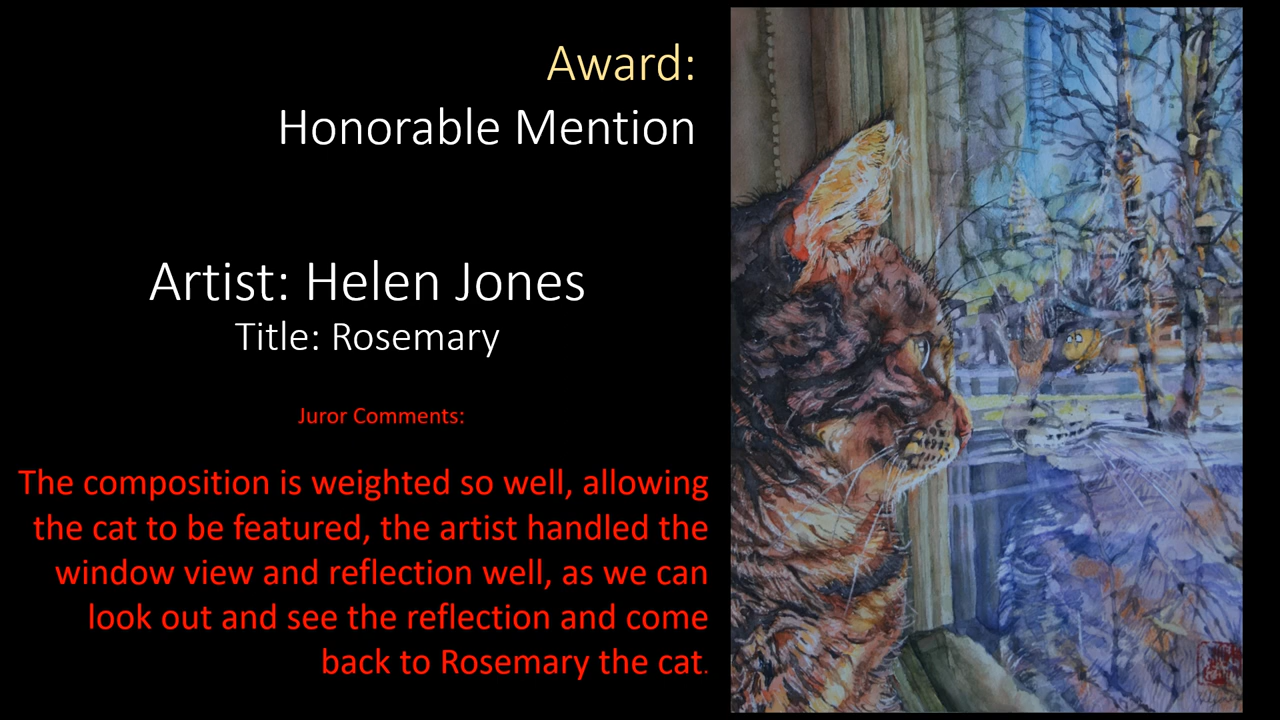 Award:
Honorable Mention
Artist: Helen Jones
Title: Rosemary
Juror Comments:
The composition is weighted so well, allowing
the cat to be featured, the artist handled the
window view and reflection well, as we can
look out and see the reflection and come
back to Rosemary the cat.